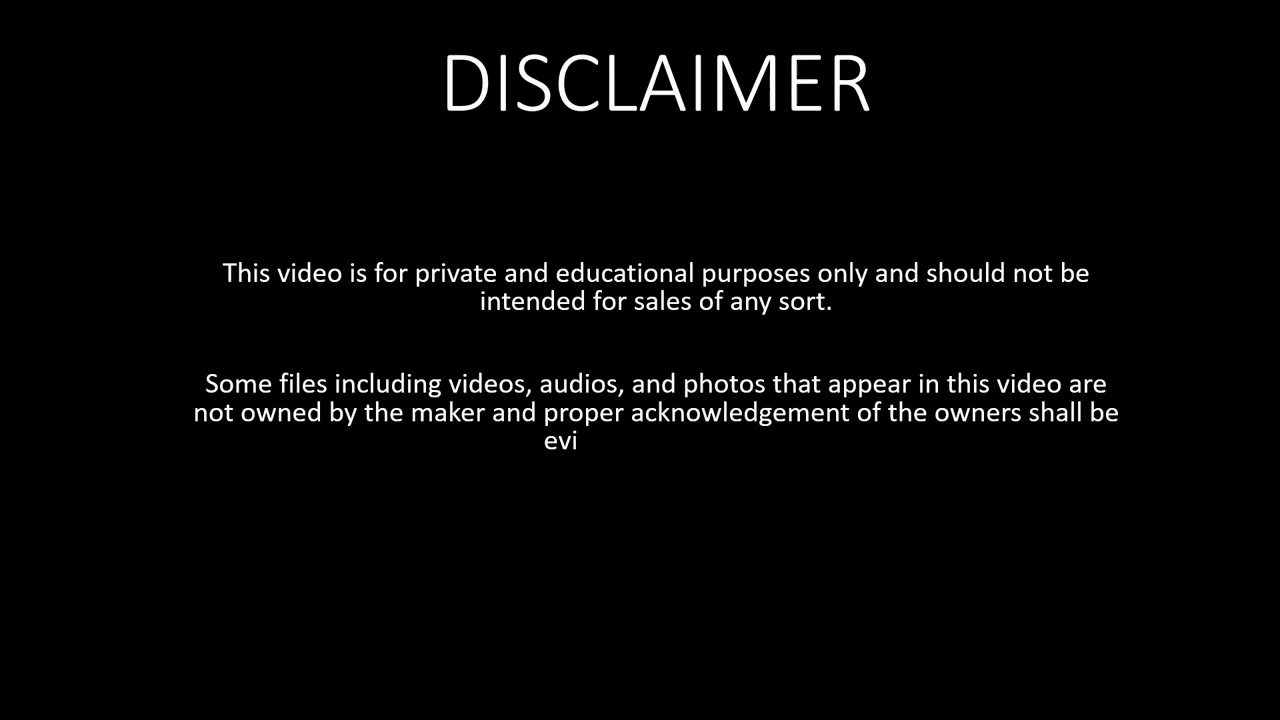 DISCLAIMER
This video is for private and educational purposes only and should not be
intended for sales of any sort.
Some files including videos, audios, and photos that appear in this video are
not owned by the maker and proper acknowledgement of the owners shall be
evi